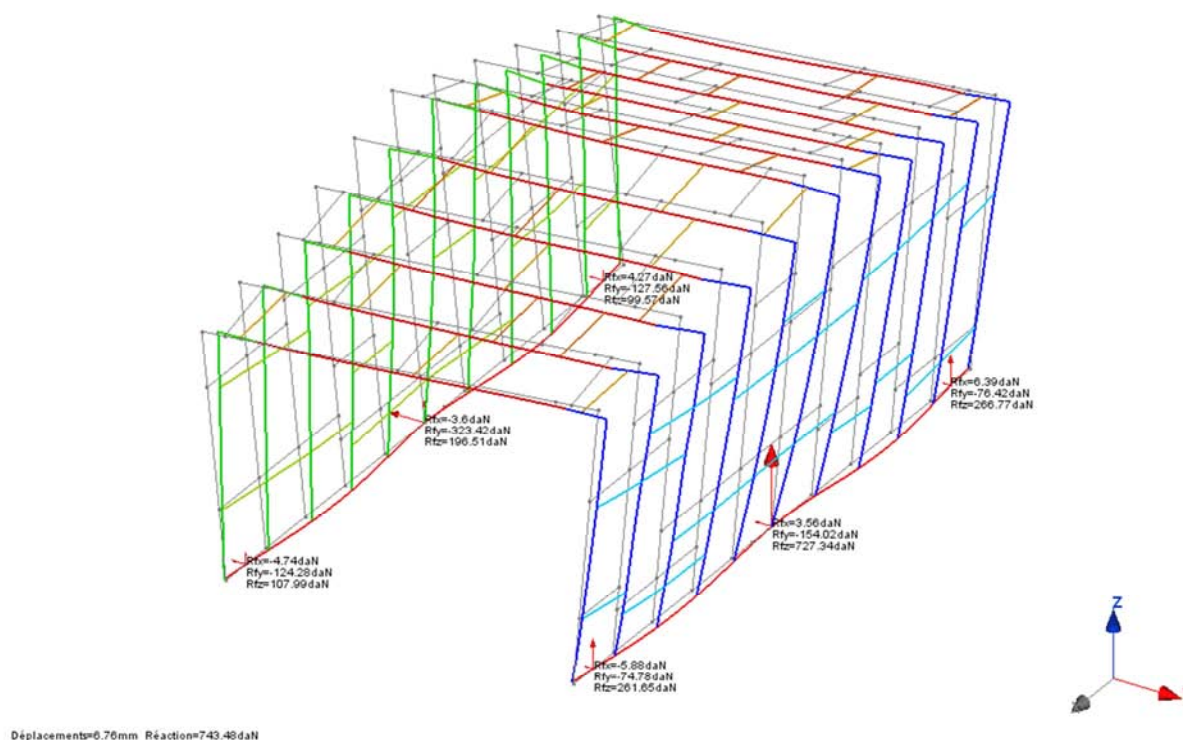 Rfx=4.27daN
Rfy=-127.56daN
Rfz=99.57daN
Rfx=6.39daN
Rfy=-76.42daN
Rfz=266.77daN
Rfx=-3.6daN
Rfy=-323.42daN
Rfz=196.51daN
Rfx=3.56daN
Rfy=-154.02daN
Rfz=727.34daN
Rfx=-4.74daN
Rfy=-124.28daN
Rfz=107.99daN
Z
Rfx=-5.88daN
Rfy=-74.78daN
Rfz=261.65daN
Déplacements=6.76mm Réaction=743.48daN